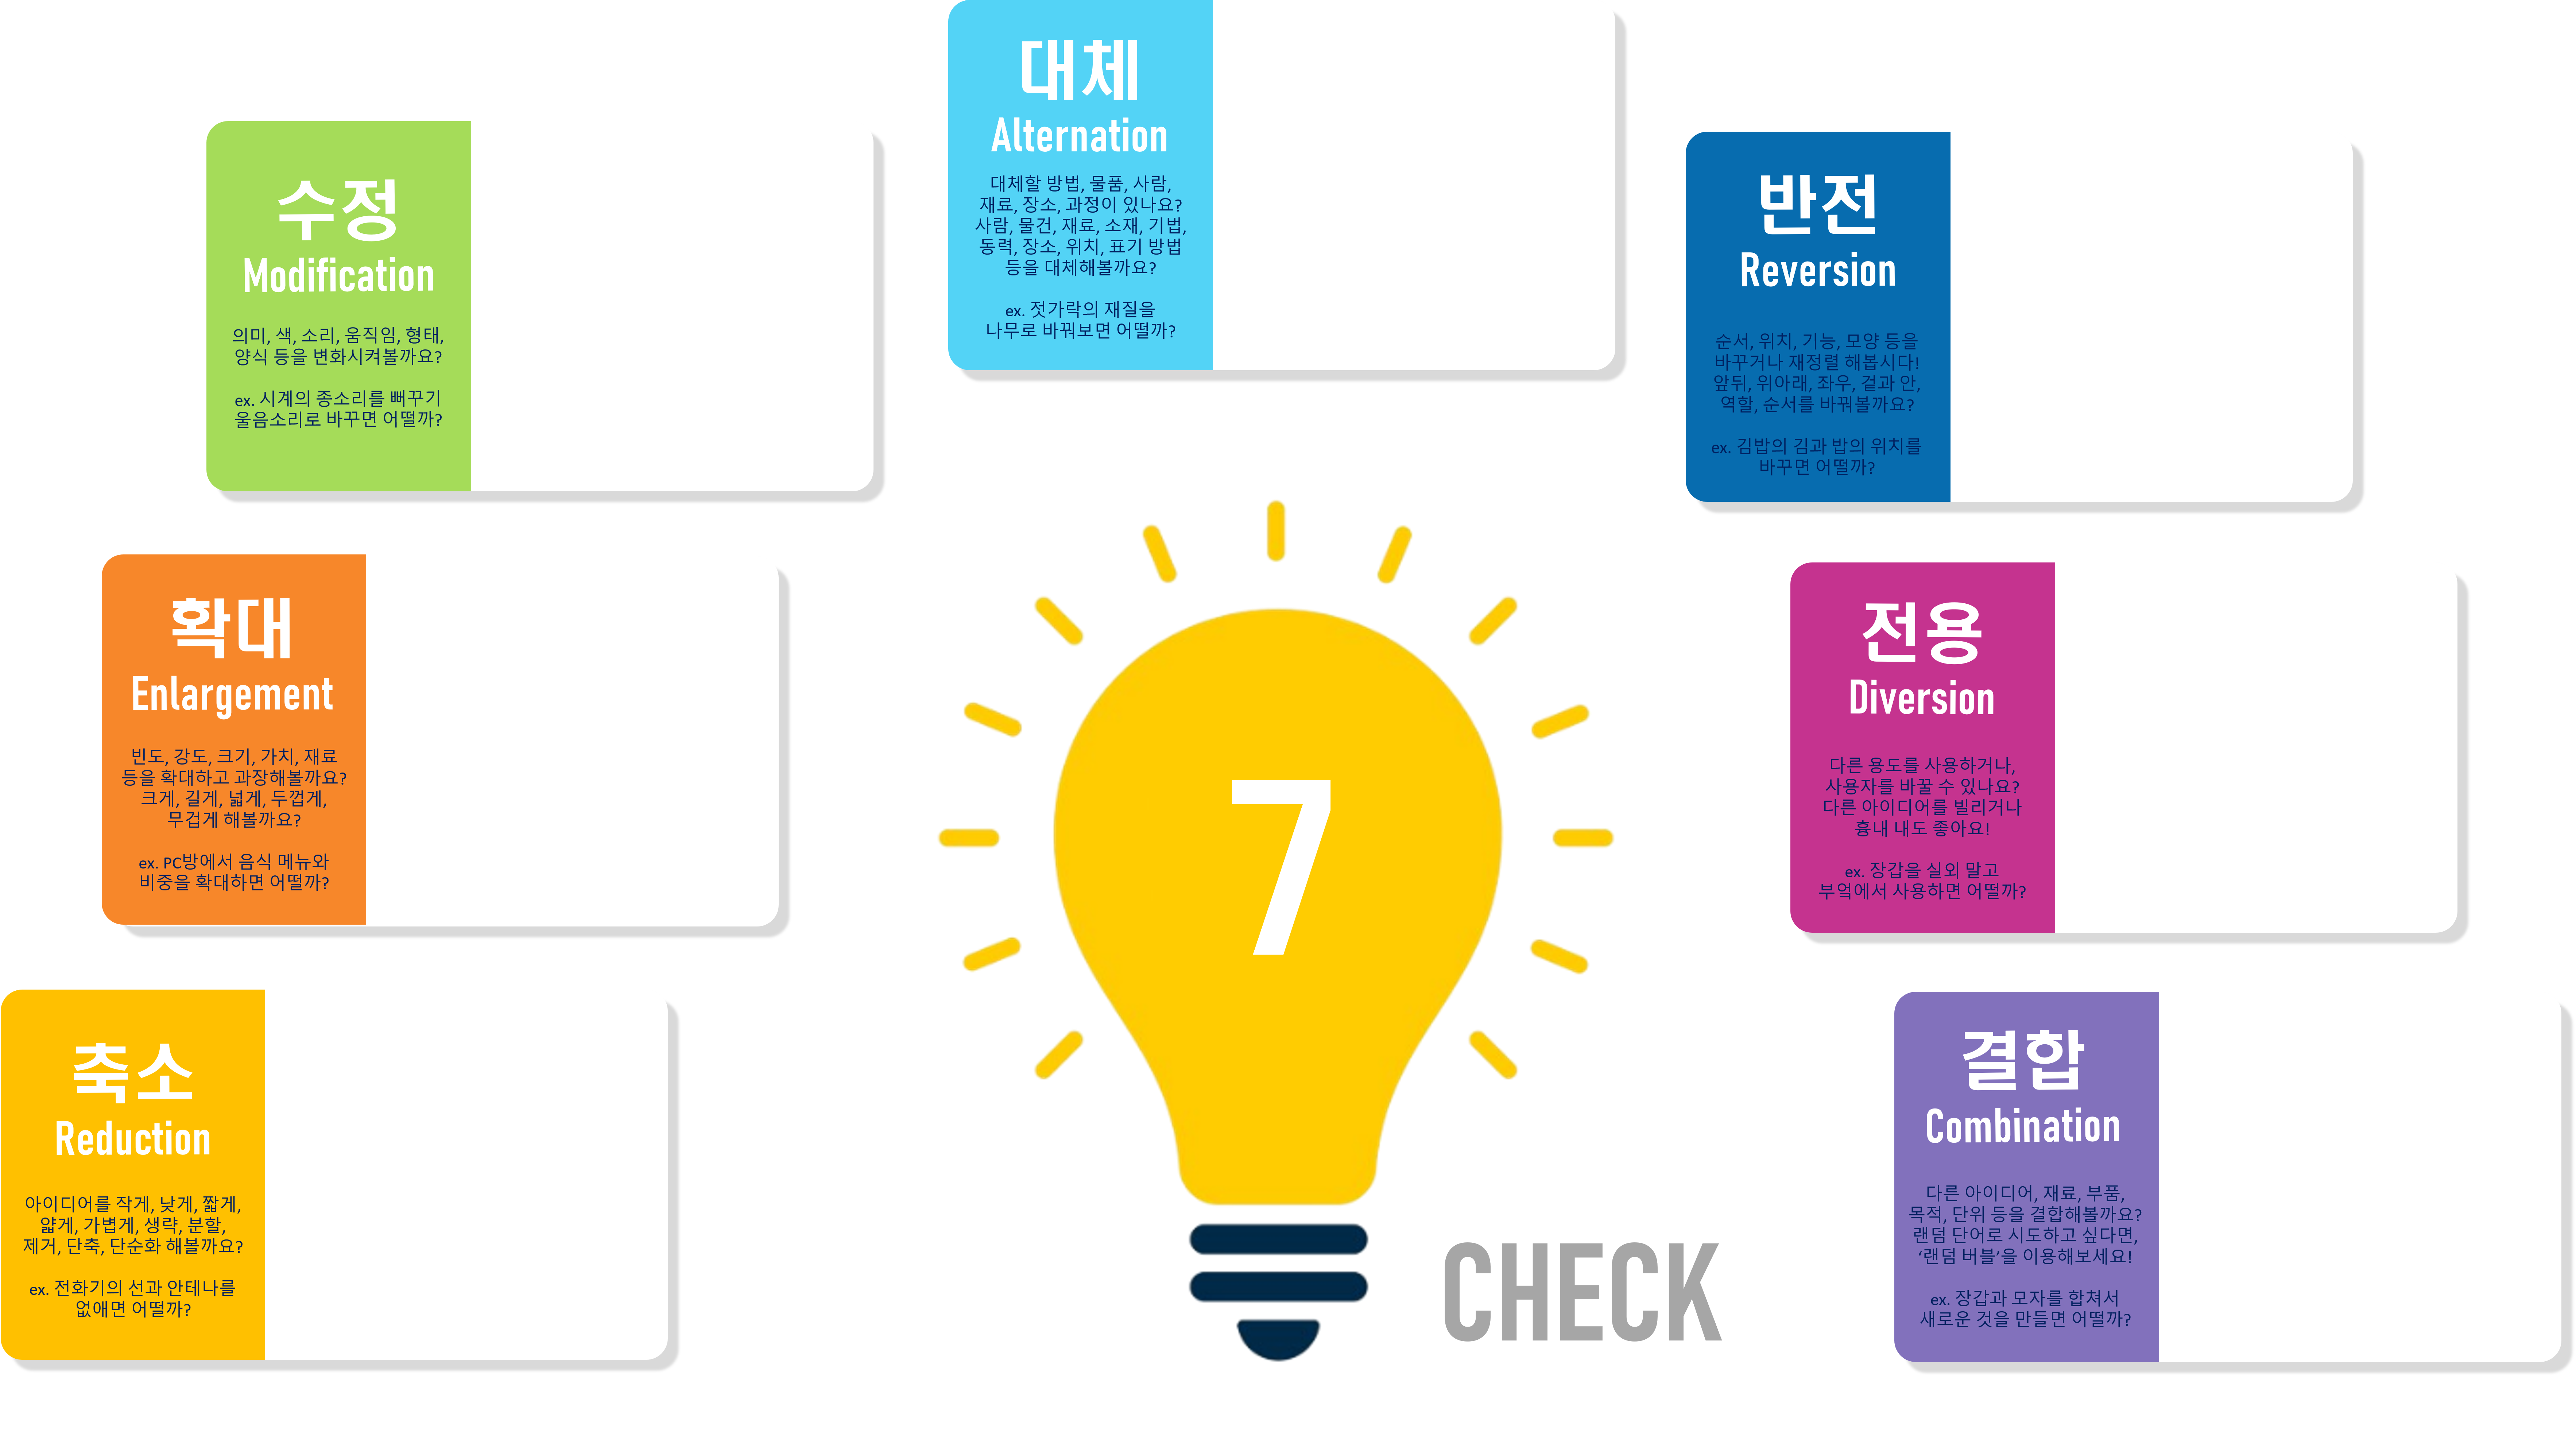 대체
Alternation
대체할 방법, 물품, 사람,
재료, 장소, 과정이 있나요?
사람, 물건, 재료, 소재, 기법,
동력, 장소, 위치, 표기 방법
등을 대체해볼까요?
ex. 젓가락의 재질을
나무로 바꿔보면 어떨까?
수정
Modification
의미, 색, 소리, 움직임, 형태,
양식 등을 변화시켜볼까요?
ex. 시계의 종소리를 뻐꾸기
울음소리로 바꾸면 어떨까?
반전
Reversion
순서, 위치, 기능, 모양 등을
바꾸거나 재정렬 해봅시다!
앞뒤, 위아래, 좌우, 겉과 안,
역할, 순서를 바꿔볼까요?
ex. 김밥의 김과 밥의 위치를
바꾸면 어떨까?
확대
Enlargement
빈도, 강도, 크기, 가치, 재료
등을 확대하고 과장해볼까요?
크게, 길게, 넓게, 두껍게,
무겁게 해볼까요?
ex. PC방에서 음식 메뉴와
비중을 확대하면 어떨까?
전용
Diversion
다른 용도를 사용하거나,
사용자를 바꿀 수 있나요?
다른 아이디어를 빌리거나
흉내 내도 좋아요!
ex. 장갑을 실외 말고
부엌에서 사용하면 어떨까?
축소
Reduction
아이디어를 작게, 낮게, 짧게,
얇게, 가볍게, 생략, 분할,
제거, 단축, 단순화 해볼까요?
ex. 전화기의 선과 안테나를
없애면 어떨까?
결합
Combination
다른 아이디어, 재료, 부품,
목적, 단위 등을 결합해볼까요?
랜덤 단어로 시도하고 싶다면,
‘랜덤 버블’을 이용해보세요!
ex. 장갑과 모자를 합쳐서
새로운 것을 만들면 어떨까?
7
CHECK